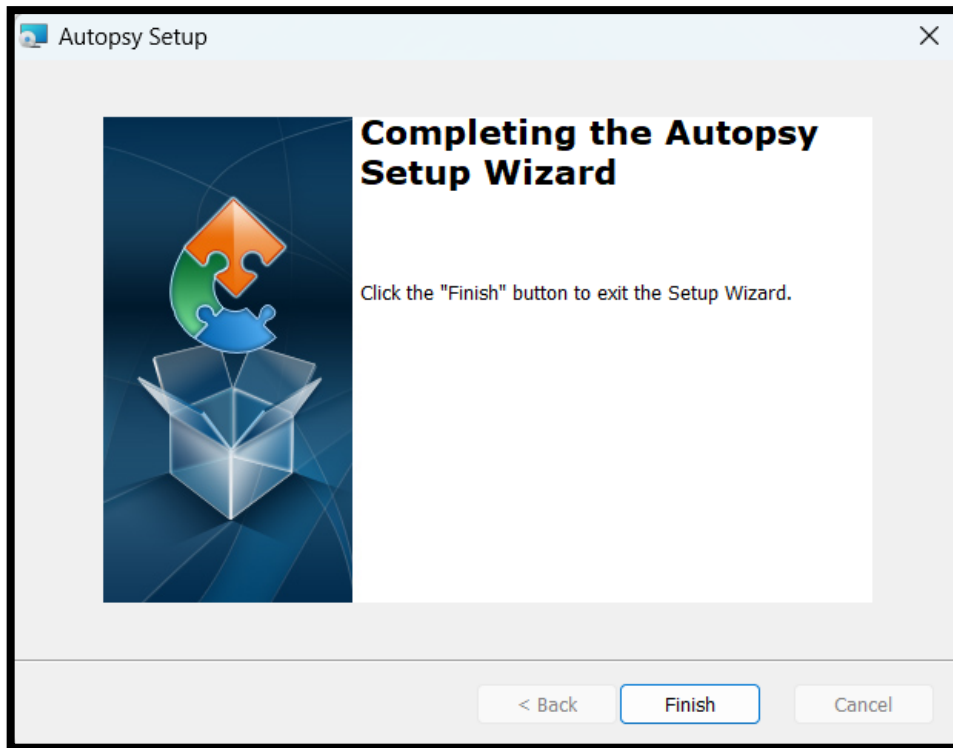 Autopsy Setup
Completing the Autopsy
Setup Wizard
Click the "Finish" button to exit the Setup Wizard.
< Back
Finish
Cancel